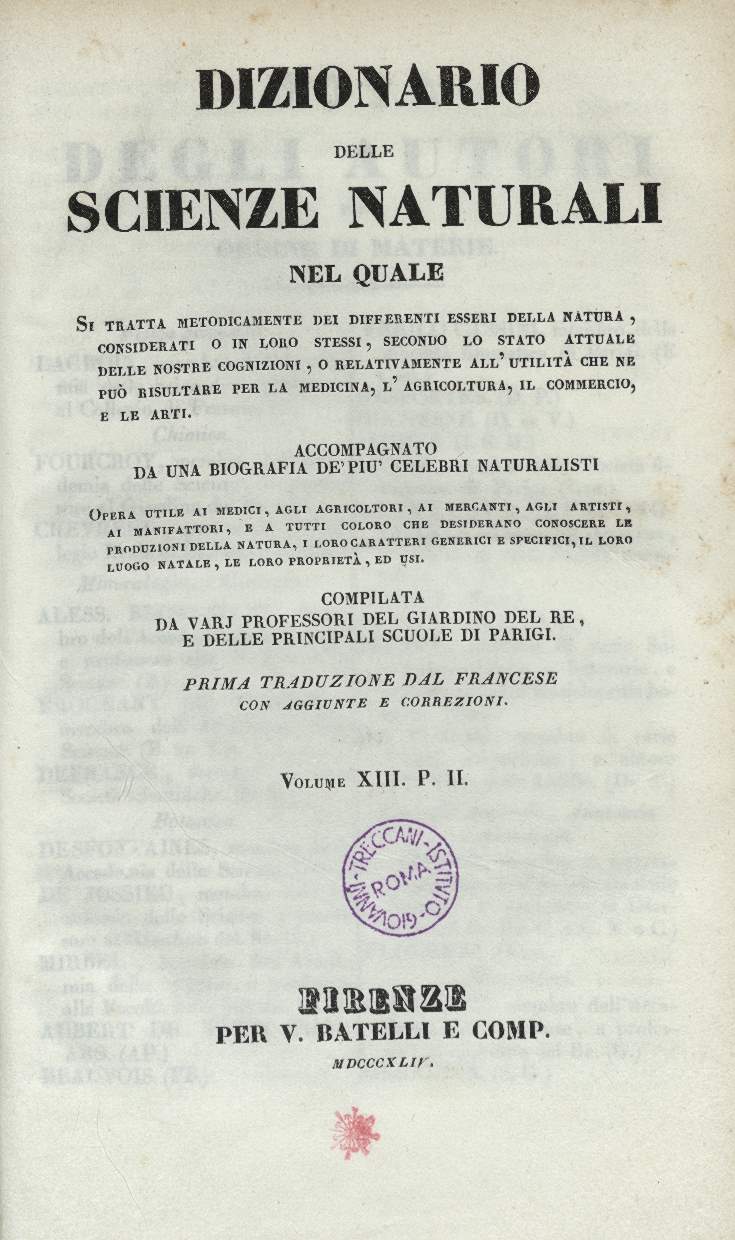 DIZIONARIO
DELLE
SCIENZE NATURALI
NEL QUALE
SI TRATTA METODICAMENTE DEI DIFFERENTI ESSERI DELLA NATURA ,
CONSIDERATI O IN LORO STESSI , SECONDO LO STATO ATTUALE
DELLE NOSTRE COGNIZIONI , O RELATIVAMENTE ALL' UTILITÀ CHE NE
PUÒ RISULTARE PER LA MEDICINA, L' AGRICOLTURA, IL COMMERCIO,
E LE ARTI.
ACCOMPAGNATO
DA UNA BIOGRAFIA DE' PIU' CELEBRI NATURALISTI
OPERA UTILE AI MEDICI , AGLI AGRICOLTORI , AI MERCANTI , AGLI ARTISTI ,
AI MANIFATTORI , E A TUTTI COLORO CHE DESIDERANO CONOSCERE LE
PRODUZIONI DELLA NATURA , I LORO CARATTERI GENERICI E SPECIFICI, IL LORO
LUOGO NATALE , LE LORO PROPRIETÀ , ED USI.
COMPILATA
DA VARJ PROFESSORI DEL GIARDINO DEL RE ,
E DELLE PRINCIPALI SCUOLE DI PARIGI.
PRIMA TRADUZIONE DAL FRANCESE
CON AGGIUNTE E CORREZIONI.
VOLUME XIII. P. II.
ISTITVTO-GIOVANNI-TRECCANI-
ROMA
FIRENZE
PER V. BATELLI E COMP.
MDCCCXLIV.